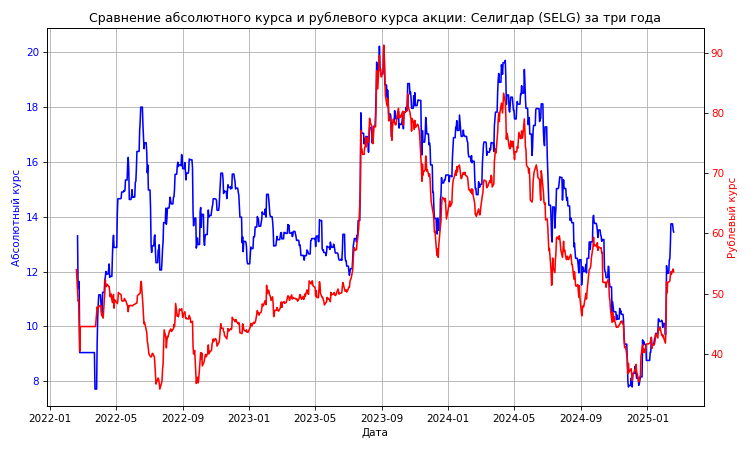 Сравнение абсолютного курса и рублевого курса акции: Селигдар (SELG) за три года
Абсолютный курс
20
18
16
14
12
10
8
90
80
70
60
50
40
Рублевый курс
2022-01 2022-05 2022-09 2023-01 2023-05 2023-09 2024-01 2024-05 2024-09 2025-01
Дата